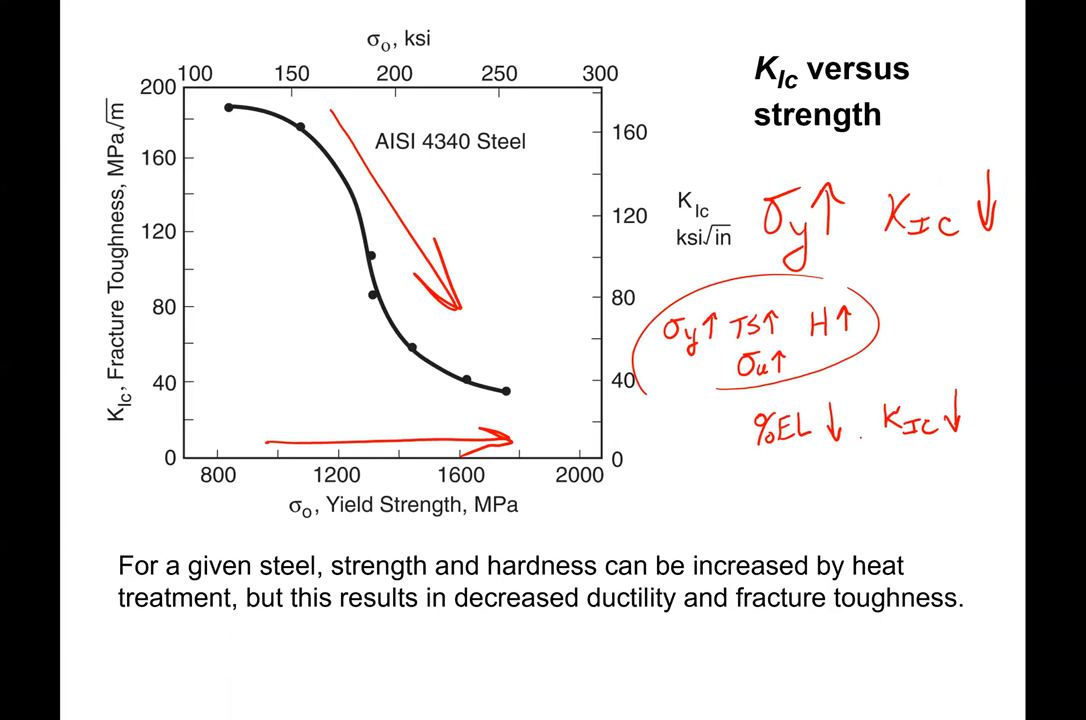 σo, ksi
100 150 200 250 300
KIc versus
strength
200
160
120
80
40
0
KIc, Fracture Toughness, MPa√m
AISI 4340 Steel
160
120
80
40
0
KIc
ksi√in
σy↑ KIC↓
σy↑ TS↑ H↑
σu↑
%EL↓. KIC↓
800 1200 1600 2000
σo, Yield Strength, MPa
For a given steel, strength and hardness can be increased by heat
treatment, but this results in decreased ductility and fracture toughness.